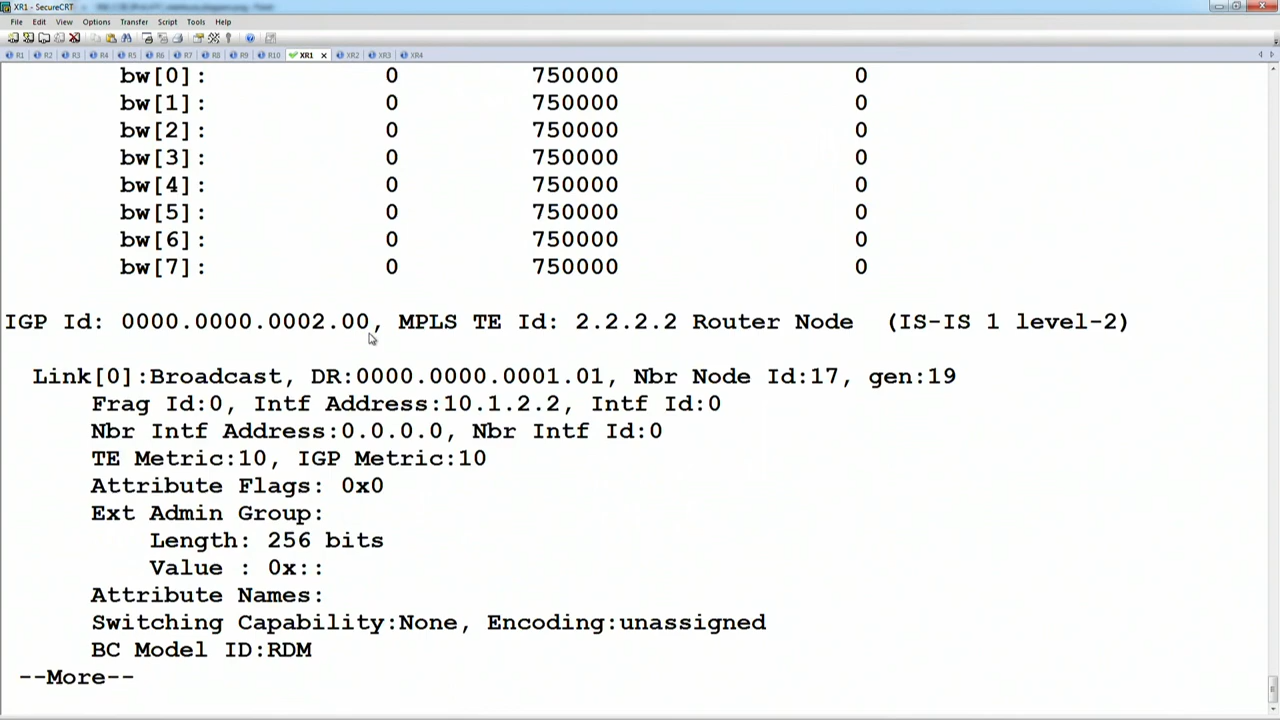 XR1 - SecureCRT
File Edit View Options Transfer Script Tools Help
R1 R2 R3 R4 R5 R6 R7 R8 R9 R10 XR1 XR2 XR3 XR4
bw[0]: 0 750000 0
bw[1]: 0 750000 0
bw[2]: 0 750000 0
bw[3]: 0 750000 0
bw[4]: 0 750000 0
bw[5]: 0 750000 0
bw[6]: 0 750000 0
bw[7]: 0 750000 0
IGP Id: 0000.0000.0002.00, MPLS TE Id: 2.2.2.2 Router Node (IS-IS 1 level-2)
Link[0]:Broadcast, DR:0000.0000.0001.01, Nbr Node Id:17, gen:19
Frag Id:0, Intf Address:10.1.2.2, Intf Id:0
Nbr Intf Address:0.0.0.0, Nbr Intf Id:0
TE Metric:10, IGP Metric:10
Attribute Flags: 0x0
Ext Admin Group:
Length: 256 bits
Value : 0x::
Attribute Names:
Switching Capability:None, Encoding:unassigned
BC Model ID:RDM
--More--